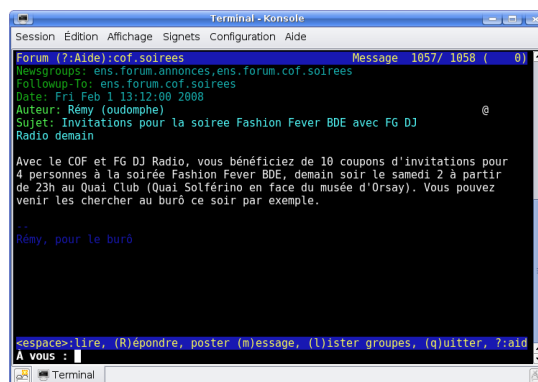 Terminal - Konsole
Session Édition Affichage Signets Configuration Aide
Forum (?:Aide):cof.soirees Message 1057/ 1058 ( 0)
Newsgroups: ens.forum.annonces,ens.forum.cof.soirees
Followup-To: ens.forum.cof.soirees
Date: Fri Feb 1 13:12:00 2008
Auteur: Rémy (oudomphe) @
Sujet: Invitations pour la soiree Fashion Fever BDE avec FG DJ
Radio demain
Avec le COF et FG DJ Radio, vous bénéficiez de 10 coupons d'invitations pour
4 personnes à la soirée Fashion Fever BDE, demain soir le samedi 2 à partir
de 23h au Quai Club (Quai Solférino en face du musée d'Orsay). Vous pouvez
venir les chercher au burô ce soir par exemple.
--
Rémy, pour le burô
<espace>:lire, (R)épondre, poster (m)essage, (l)ister groupes, (q)uitter, ?:aid
À vous :
Terminal